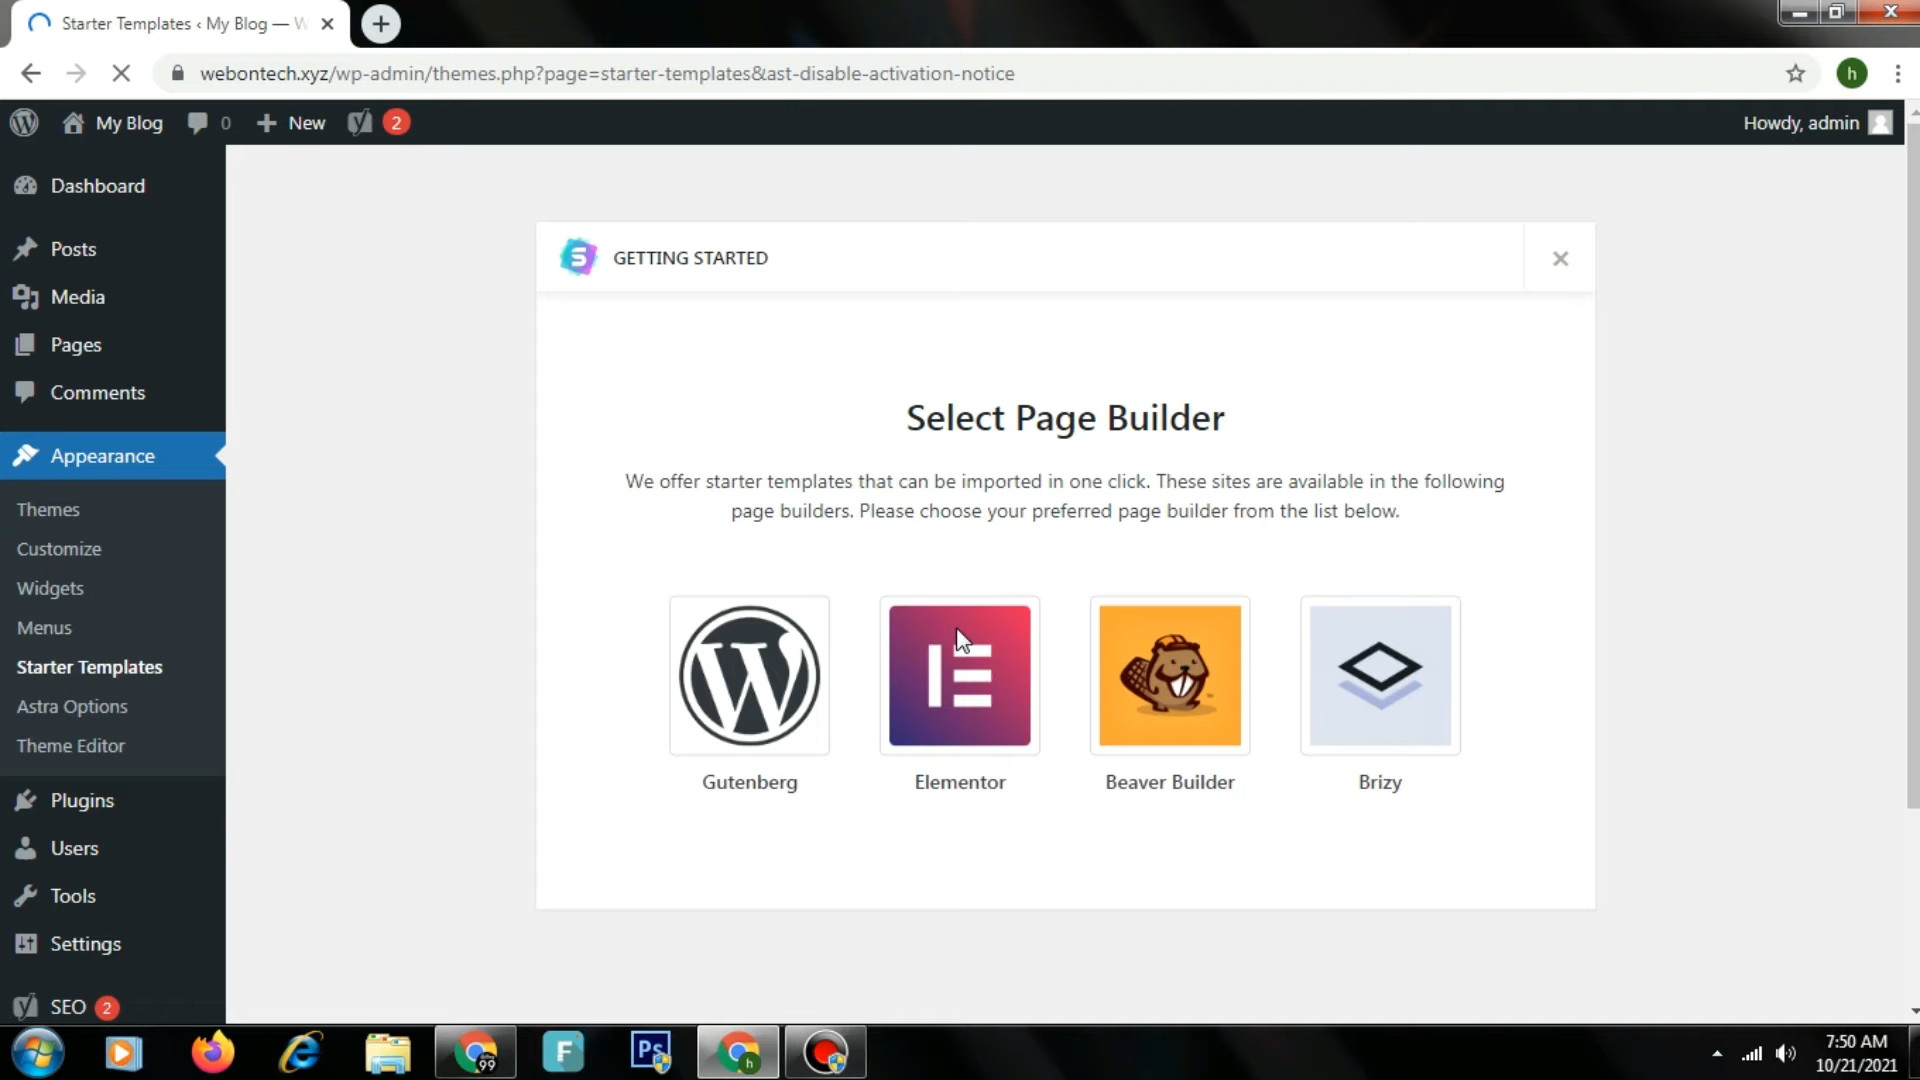 Starter Templates ‹ My Blog — W
webontech.xyz/wp-admin/themes.php?page=starter-templates&ast-disable-activation-notice
h
My Blog
0
New
2
Howdy, admin
Dashboard
Posts
Media
Pages
Comments
Appearance
Themes
Customize
Widgets
Menus
Starter Templates
Astra Options
Theme Editor
Plugins
Users
Tools
Settings
SEO 2
GETTING STARTED
Select Page Builder
We offer starter templates that can be imported in one click. These sites are available in the following
page builders. Please choose your preferred page builder from the list below.
Gutenberg
Elementor
Beaver Builder
Brizy
99
F
Ps
h
7:50 AM
10/21/2021